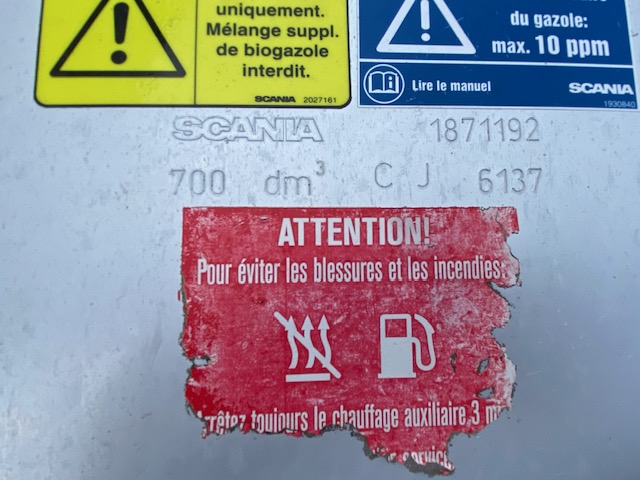 uniquement.
Mélange suppl.
de biogazole
interdit.
SCANIA 2027161
du gazole:
max. 10 ppm
Lire le manuel
SCANIA
1930840
SCANIA 1871192
700 dm³ C J 6137
ATTENTION!
Pour éviter les blessures et les incendies
Arrêtez toujours le chauffage auxiliaire 3